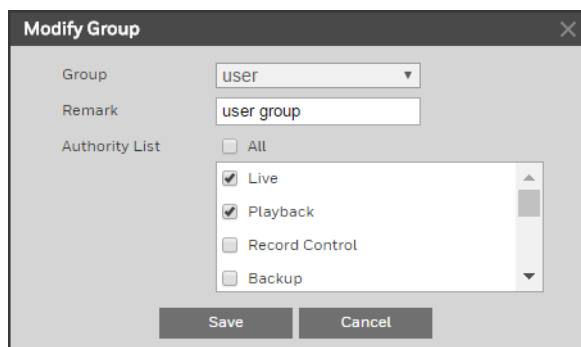 Modify Group
Group user
Remark user group
Authority List All
Live
Playback
Record Control
Backup
Save Cancel